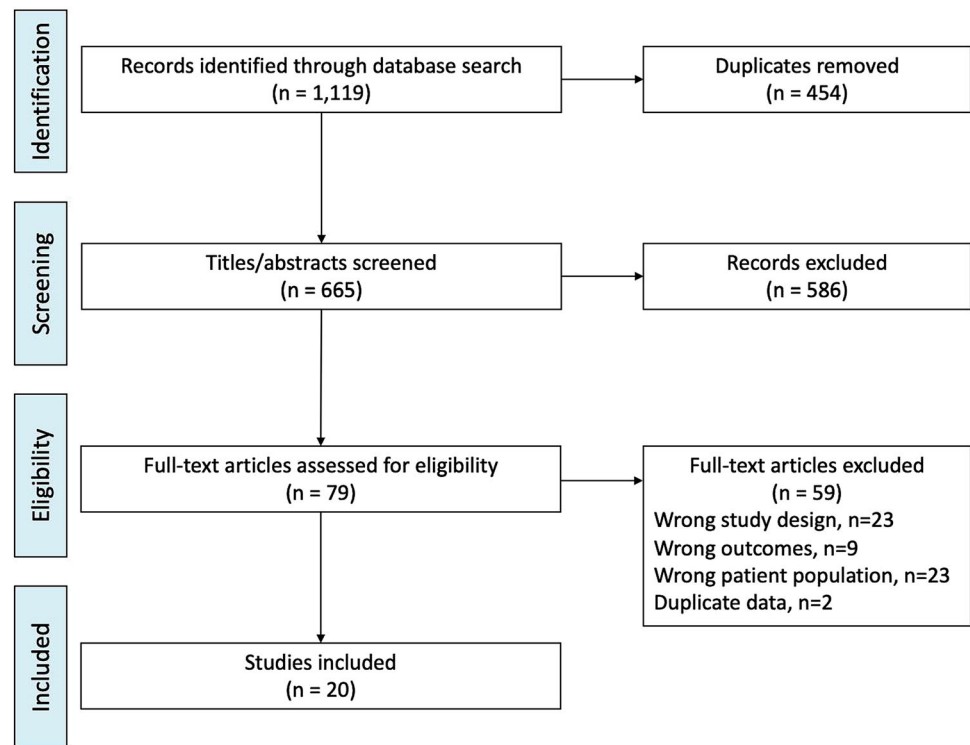 Identification
Records identified through database search
(n = 1,119)
Duplicates removed
(n = 454)
Screening
Titles/abstracts screened
(n = 665)
Records excluded
(n = 586)
Eligibility
Full-text articles assessed for eligibility
(n = 79)
Full-text articles excluded
(n = 59)
Wrong study design, n=23
Wrong outcomes, n=9
Wrong patient population, n=23
Duplicate data, n=2
Included
Studies included
(n = 20)